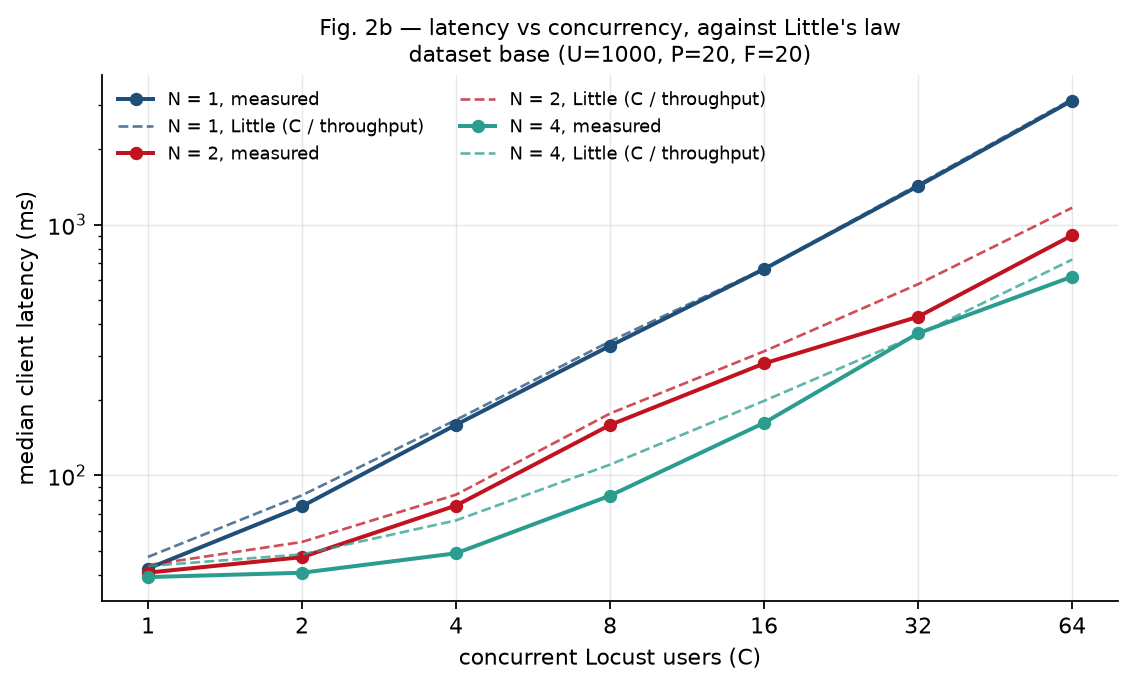 Fig. 2b — latency vs concurrency, against Little's law
dataset base (U=1000, P=20, F=20)
N = 1, measured
N = 1, Little (C / throughput)
N = 2, measured
N = 2, Little (C / throughput)
N = 4, measured
N = 4, Little (C / throughput)
median client latency (ms)
10³
10²
1 2 4 8 16 32 64
concurrent Locust users (C)